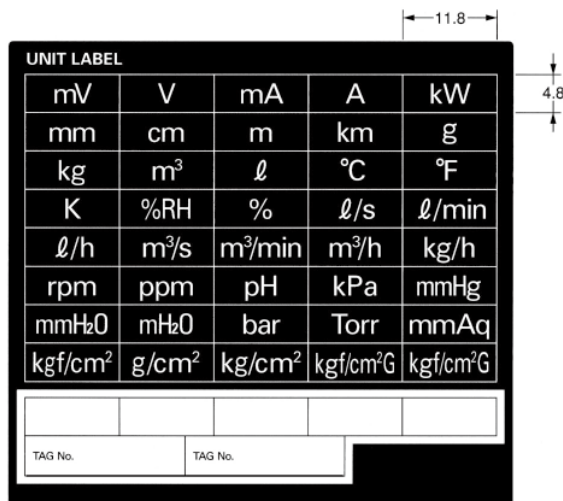 11.8
UNIT LABEL
4.8
mV V mA A kW
mm cm m km g
kg m³ ℓ °C °F
K %RH % ℓ/s ℓ/min
ℓ/h m³/s m³/min m³/h kg/h
rpm ppm pH kPa mmHg
mmH₂O mH₂O bar Torr mmAq
kgf/cm² g/cm² kg/cm² kgf/cm²G kgf/cm²G
TAG No. TAG No.